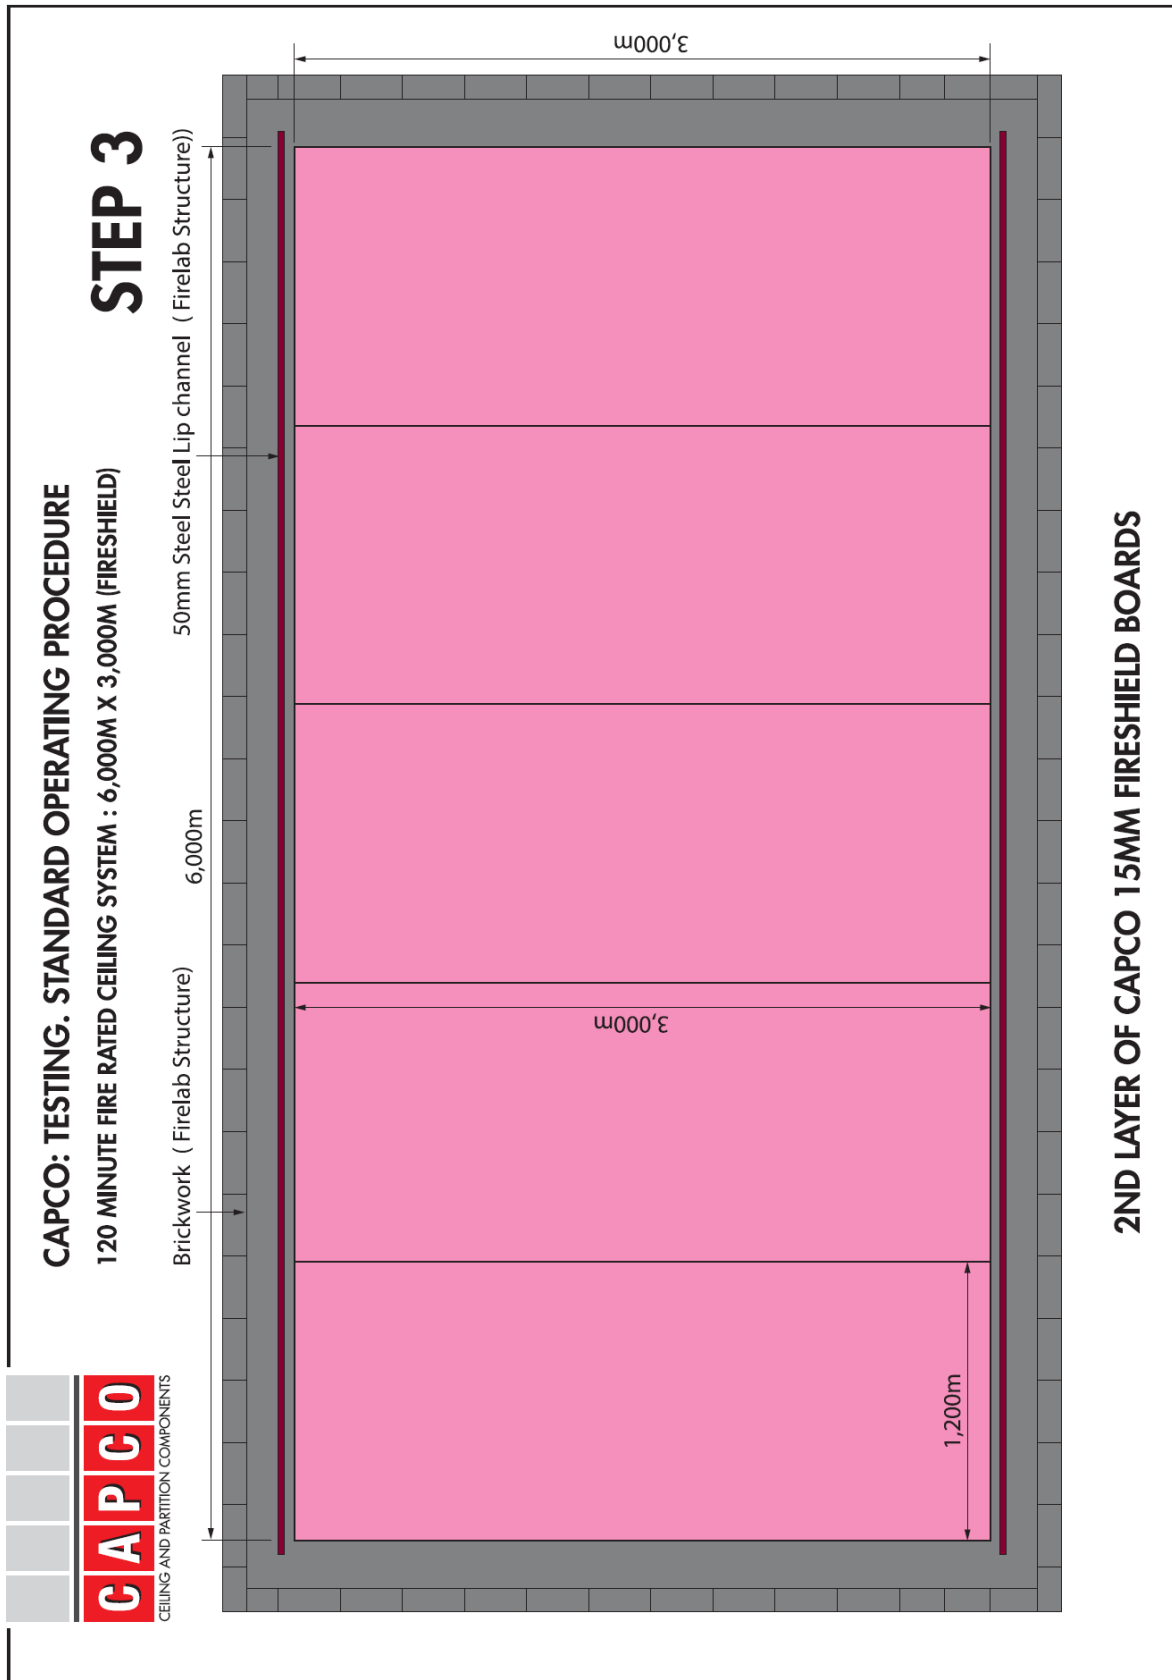 CAPCO
CEILING AND PARTITION COMPONENTS
CAPCO: TESTING. STANDARD OPERATING PROCEDURE
120 MINUTE FIRE RATED CEILING SYSTEM : 6,000M X 3,000M (FIRESHIELD)
STEP 3
Brickwork ( Firelab Structure)
50mm Steel Steel Lip channel ( Firelab Structure))
6,000m
3,000m
3,000m
1,200m
2ND LAYER OF CAPCO 15MM FIRESHIELD BOARDS